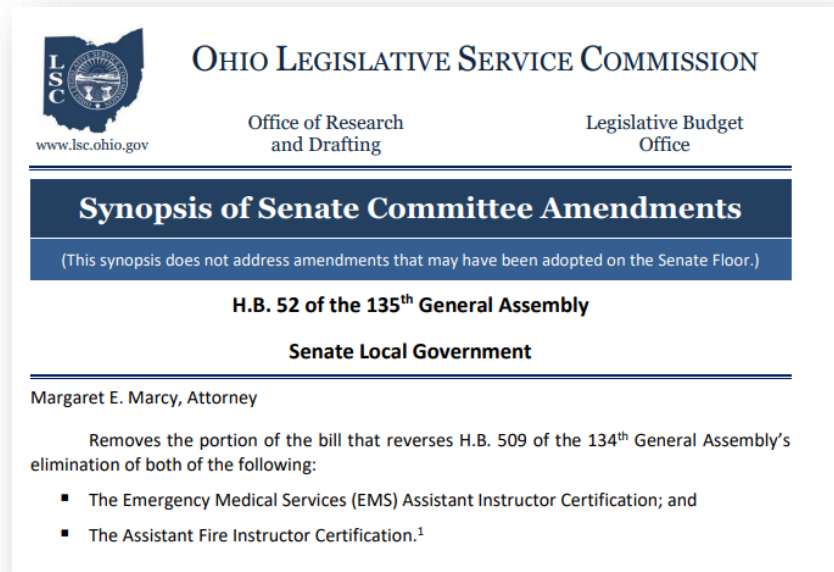 LSC
OHIO LEGISLATIVE SERVICE COMMISSION
www.lsc.ohio.gov
Office of Research
and Drafting
Legislative Budget
Office
Synopsis of Senate Committee Amendments
(This synopsis does not address amendments that may have been adopted on the Senate Floor.)
H.B. 52 of the 135th General Assembly
Senate Local Government
Margaret E. Marcy, Attorney
Removes the portion of the bill that reverses H.B. 509 of the 134th General Assembly’s
elimination of both of the following:
▪ The Emergency Medical Services (EMS) Assistant Instructor Certification; and
▪ The Assistant Fire Instructor Certification.1